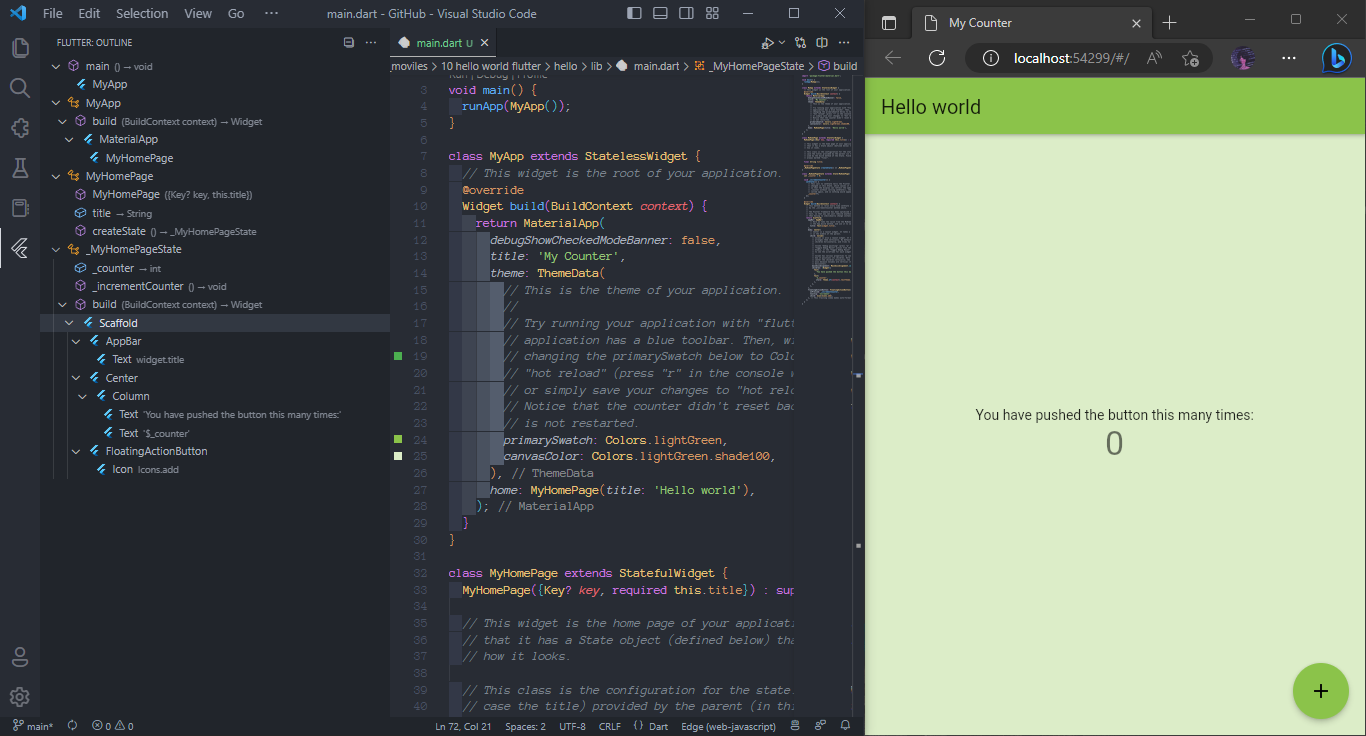 File Edit Selection View Go ··· main.dart - GitHub - Visual Studio Code
FLUTTER: OUTLINE
main () → void
MyApp
MyApp
build (BuildContext context) → Widget
MaterialApp
MyHomePage
MyHomePage
MyHomePage ({Key? key, this.title})
title → String
createState () → _MyHomePageState
_MyHomePageState
_counter → int
_incrementCounter () → void
build (BuildContext context) → Widget
Scaffold
AppBar
Text widget.title
Center
Column
Text 'You have pushed the button this many times:'
Text '$_counter'
FloatingActionButton
Icon Icons.add
main.dart U
_moviles > 10 hello world flutter > hello > lib > main.dart > _MyHomePageState > build
Run | Debug | Profile
3 void main() {
4 runApp(MyApp());
5 }
6
7 class MyApp extends StatelessWidget {
8 // This widget is the root of your application.
9 @override
10 Widget build(BuildContext context) {
11 return MaterialApp(
12 debugShowCheckedModeBanner: false,
13 title: 'My Counter',
14 theme: ThemeData(
15 // This is the theme of your application.
16 //
17 // Try running your application with "flutt
18 // application has a blue toolbar. Then, wi
19 // changing the primarySwatch below to Colo
20 // "hot reload" (press "r" in the console w
21 // or simply save your changes to "hot relo
22 // Notice that the counter didn't reset bac
23 // is not restarted.
24 primarySwatch: Colors.lightGreen,
25 canvasColor: Colors.lightGreen.shade100,
26 ), // ThemeData
27 home: MyHomePage(title: 'Hello world'),
28 ); // MaterialApp
29 }
30 }
31
32 class MyHomePage extends StatefulWidget {
33 MyHomePage({Key? key, required this.title}) : sup
34
35 // This widget is the home page of your applicati
36 // that it has a State object (defined below) tha
37 // how it looks.
38
39 // This class is the configuration for the state.
40 // case the title) provided by the parent (in thi
main* 0 0 Ln 72, Col 21 Spaces: 2 UTF-8 CRLF {} Dart Edge (web-javascript)
My Counter
localhost:54299/#/
Hello world
You have pushed the button this many times:
0